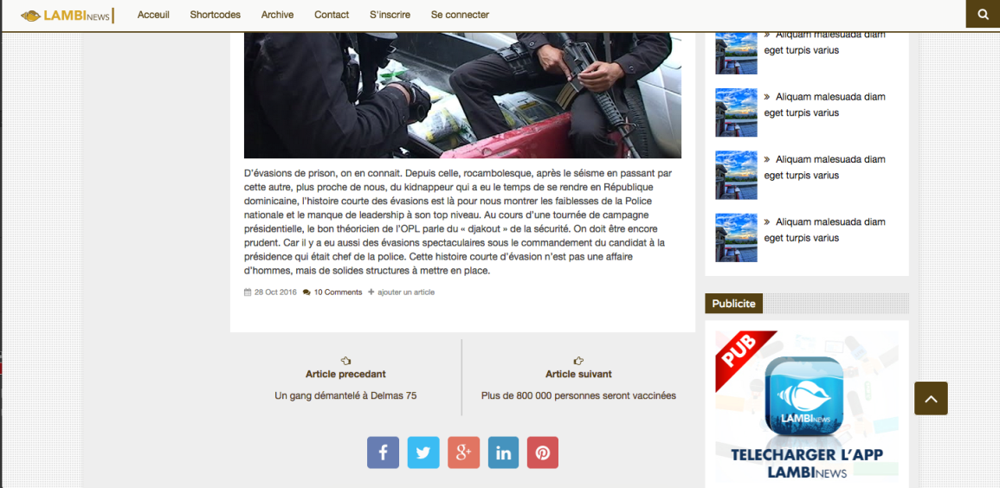 LAMBINEWS
Acceuil
Shortcodes
Archive
Contact
S'inscrire
Se connecter
D'évasions de prison, on en connait. Depuis celle, rocambolesque, après le séisme en passant par
cette autre, plus proche de nous, du kidnappeur qui a eu le temps de se rendre en République
dominicaine, l'histoire courte des évasions est là pour nous montrer les faiblesses de la Police
nationale et le manque de leadership à son top niveau. Au cours d'une tournée de campagne
présidentielle, le bon théoricien de l'OPL parle du « djakout » de la sécurité. On doit être encore
prudent. Car il y a eu aussi des évasions spectaculaires sous le commendement du candidat à la
présidence qui était chef de la police. Cette histoire courte d'évasion n'est pas une affaire
d'hommes, mais de solides structures à mettre en place.
28 Oct 2016 10 Comments + ajouter un article
Article precedant
Un gang démantelé à Delmas 75
Article suivant
Plus de 800 000 personnes seront vaccinées
» Aliquam malesuada diam
eget turpis varius
» Aliquam malesuada diam
eget turpis varius
» Aliquam malesuada diam
eget turpis varius
» Aliquam malesuada diam
eget turpis varius
Publicite
PUB
LAMBINEWS
TELECHARGER L'APP
LAMBINEWS